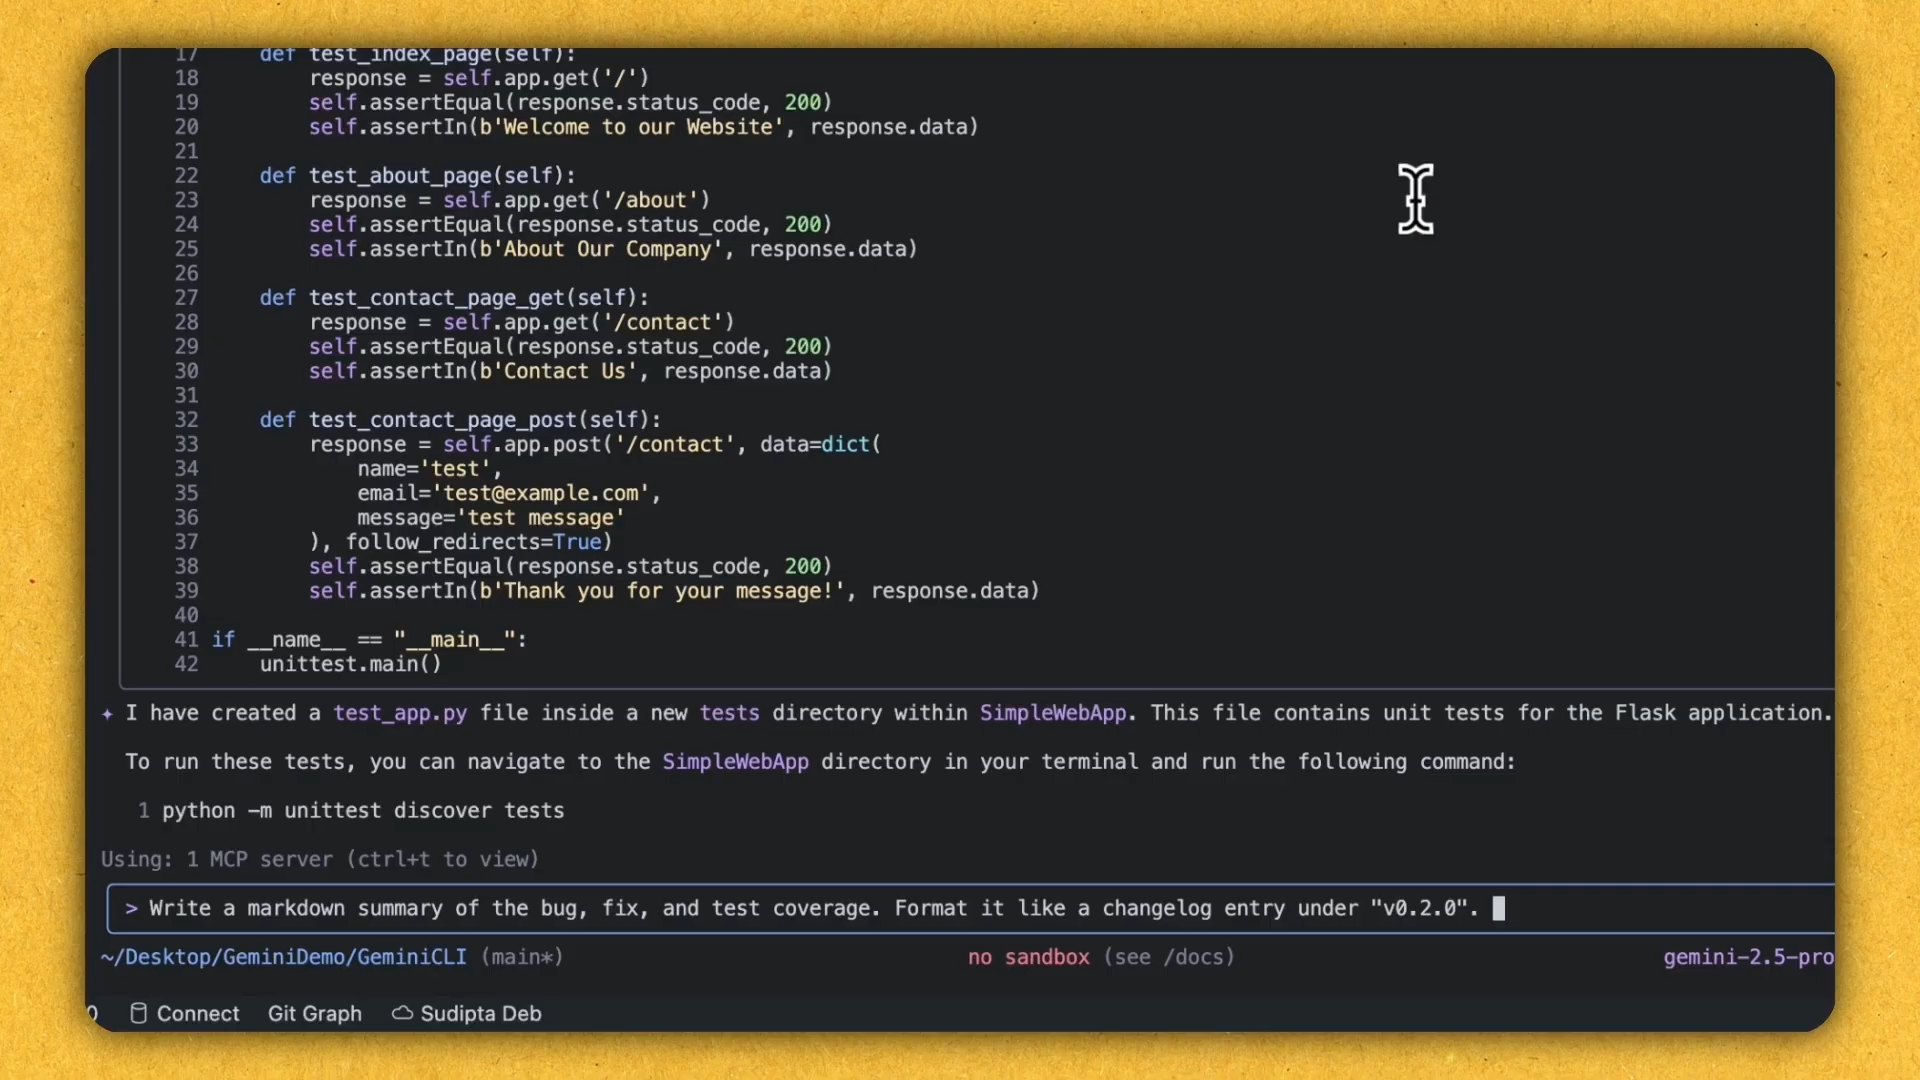 17     def test_index_page(self):
18         response = self.app.get('/')
19         self.assertEqual(response.status_code, 200)
20         self.assertIn(b'Welcome to our Website', response.data)
21
22     def test_about_page(self):
23         response = self.app.get('/about')
24         self.assertEqual(response.status_code, 200)
25         self.assertIn(b'About Our Company', response.data)
26
27     def test_contact_page_get(self):
28         response = self.app.get('/contact')
29         self.assertEqual(response.status_code, 200)
30         self.assertIn(b'Contact Us', response.data)
31
32     def test_contact_page_post(self):
33         response = self.app.post('/contact', data=dict(
34             name='test',
35             email='test@example.com',
36             message='test message'
37         ), follow_redirects=True)
38         self.assertEqual(response.status_code, 200)
39         self.assertIn(b'Thank you for your message!', response.data)
40
41 if __name__ == "__main__":
42     unittest.main()
✦ I have created a test_app.py file inside a new tests directory within SimpleWebApp. This file contains unit tests for the Flask application.
To run these tests, you can navigate to the SimpleWebApp directory in your terminal and run the following command:
1 python -m unittest discover tests
Using: 1 MCP server (ctrl+t to view)
> Write a markdown summary of the bug, fix, and test coverage. Format it like a changelog entry under "v0.2.0".
~/Desktop/GeminiDemo/GeminiCLI (main*) no sandbox (see /docs) gemini-2.5-pro
0 Connect Git Graph Sudipta Deb